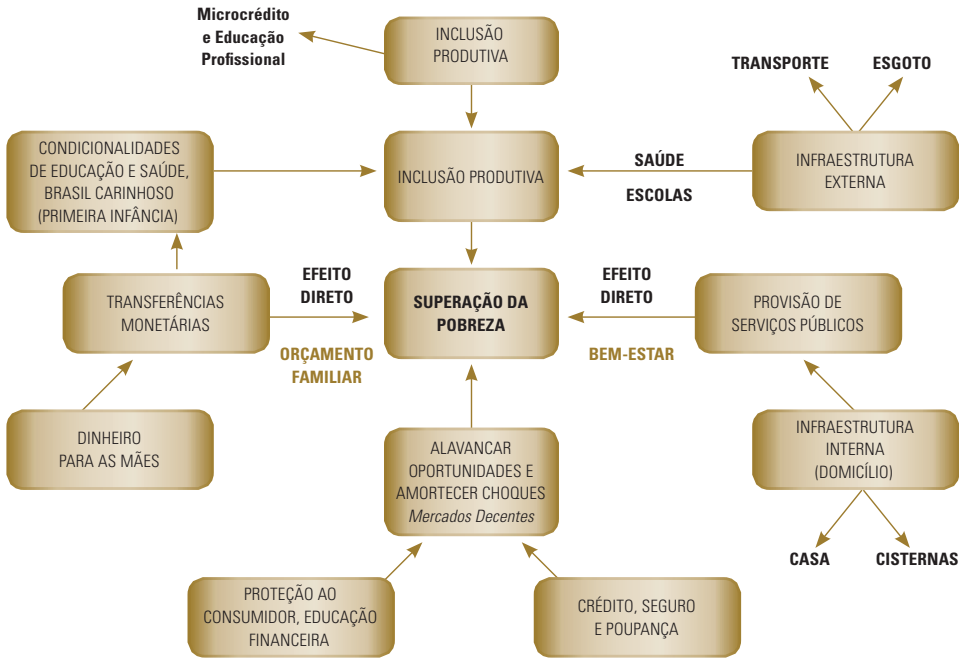 Microcrédito
e Educação
Profissional
INCLUSÃO
PRODUTIVA
TRANSPORTE
ESGOTO
CONDICIONALIDADES
DE EDUCAÇÃO E SAÚDE,
BRASIL CARINHOSO
(PRIMEIRA INFÂNCIA)
INCLUSÃO PRODUTIVA
SAÚDE
ESCOLAS
INFRAESTRUTURA
EXTERNA
TRANSFERÊNCIAS
MONETÁRIAS
EFEITO
DIRETO
ORÇAMENTO
FAMILIAR
SUPERAÇÃO DA
POBREZA
EFEITO
DIRETO
BEM-ESTAR
PROVISÃO DE
SERVIÇOS PÚBLICOS
DINHEIRO
PARA AS MÃES
ALAVANCAR
OPORTUNIDADES E
AMORTECER CHOQUES
Mercados Decentes
INFRAESTRUTURA
INTERNA
(DOMICÍLIO)
CASA
CISTERNAS
PROTEÇÃO AO
CONSUMIDOR, EDUCAÇÃO
FINANCEIRA
CRÉDITO, SEGURO
E POUPANÇA